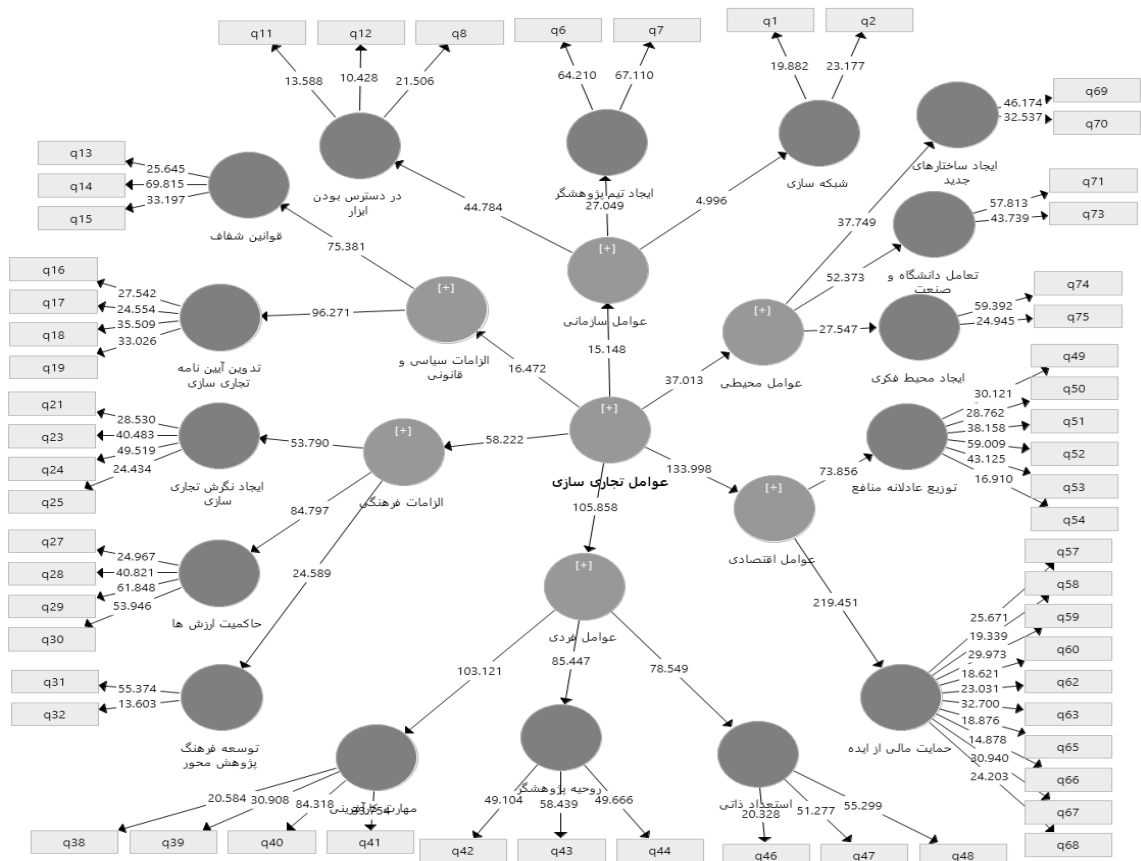 q11
q12
q8
13.588
10.428
21.506
در دسترس بودن
ابزار
q6
q7
64.210
67.110
ایجاد تیم پژوهشگر
27.049
q1
q2
19.882
23.177
شبکه سازی
4.996
44.784
q69
q70
46.174
32.537
ایجاد ساختارهای
جدید
37.749
q13
q14
q15
25.645
69.815
33.197
قوانین شفاف
75.381
q71
q73
57.813
43.739
تعامل دانشگاه و
صنعت
52.373
[+]
عوامل سازمانی
15.148
q16
q17
q18
q19
27.542
24.554
35.509
33.026
تدوین آیین نامه
تجاری سازی
96.271
[+]
الزامات سیاسی و
قانونی
16.472
[+]
عوامل محیطی
37.013
27.547
q74
q75
59.392
24.945
ایجاد محیط فکری
q21
q23
q24
q25
28.530
40.483
49.519
24.434
ایجاد نگرش تجاری
سازی
53.790
[+]
الزامات فرهنگی
58.222
[+]
عوامل تجاری سازی
133.998
105.858
q49
q50
q51
q52
q53
q54
30.121
28.762
38.158
59.009
43.125
16.910
توزیع عادلانه منافع
73.856
[+]
عوامل اقتصادی
219.451
q27
q28
q29
q30
24.967
40.821
61.848
53.946
حاکمیت ارزش ها
84.797
24.589
q31
q32
55.374
13.603
توسعه فرهنگ
پژوهش محور
[+]
عوامل فردی
103.121
85.447
78.549
q57
q58
q59
q60
q62
q63
q65
q66
q67
q68
25.671
19.339
29.973
18.621
23.031
32.700
18.876
14.878
30.940
24.203
حمایت مالی از ایده
مهارت کارآفرینی
20.584
30.908
84.318
q38
q39
q40
q41
روحیه پژوهشگر
49.104
58.439
49.666
q42
q43
q44
استعداد ذاتی
20.328
51.277
55.299
q46
q47
q48